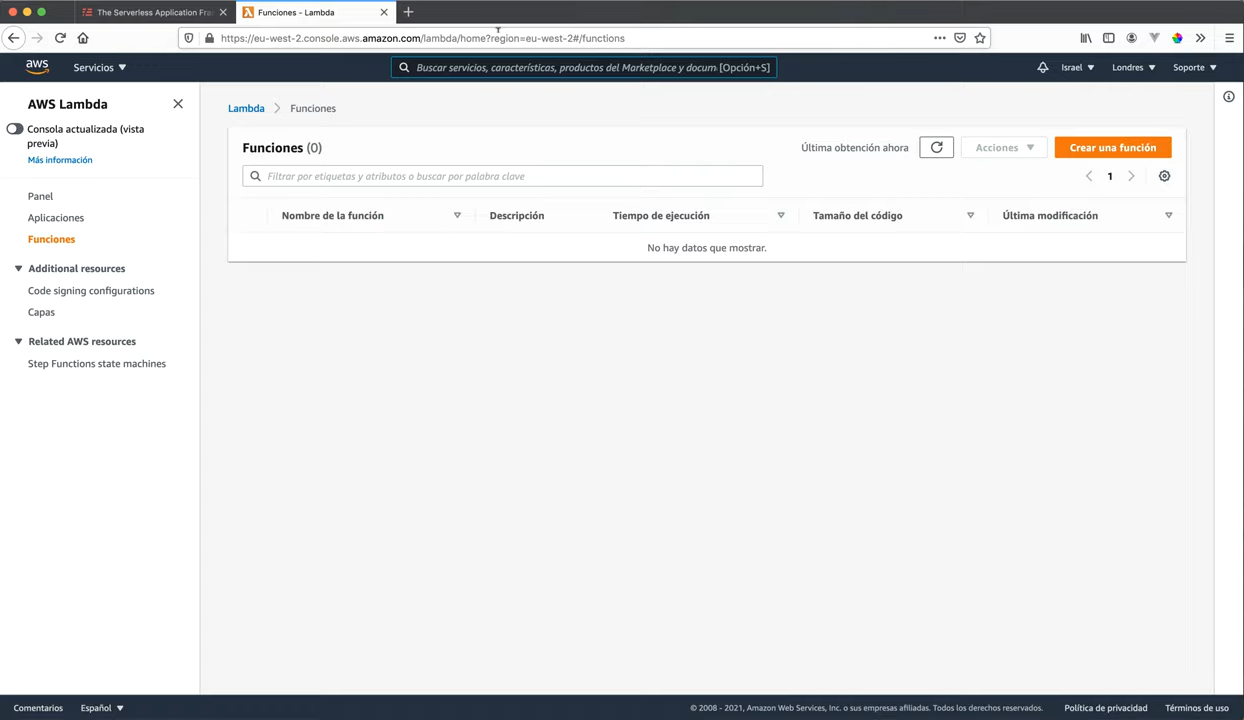 The Serverless Application Fra
Funciones - Lambda
https://eu-west-2.console.aws.amazon.com/lambda/home?region=eu-west-2#/functions
aws
Servicios
Buscar servicios, características, productos del Marketplace y docum [Opción+S]
Israel
Londres
Soporte
AWS Lambda
Consola actualizada (vista
previa)
Más información
Panel
Aplicaciones
Funciones
Additional resources
Code signing configurations
Capas
Related AWS resources
Step Functions state machines
Lambda
Funciones
Funciones (0)
Última obtención ahora
Acciones
Crear una función
Filtrar por etiquetas y atributos o buscar por palabra clave
1
Nombre de la función
Descripción
Tiempo de ejecución
Tamaño del código
Última modificación
No hay datos que mostrar.
Comentarios
Español
© 2008 - 2021, Amazon Web Services, Inc. o sus empresas afiliadas. Todos los derechos reservados.
Política de privacidad
Términos de uso